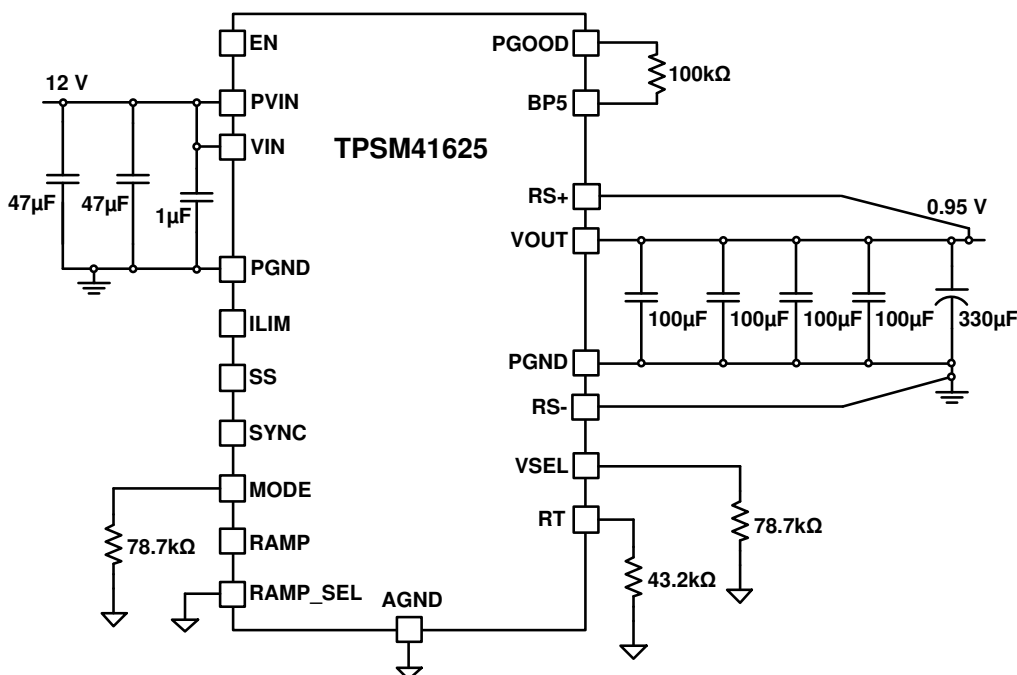 EN
PGOOD
100kΩ
12 V
PVIN
BP5
VIN
TPSM41625
47µF
47µF
1µF
RS+
0.95 V
VOUT
PGND
100µF
100µF
100µF
100µF
330µF
ILIM
PGND
SS
RS-
SYNC
VSEL
MODE
RT
78.7kΩ
78.7kΩ
RAMP
43.2kΩ
RAMP_SEL
AGND